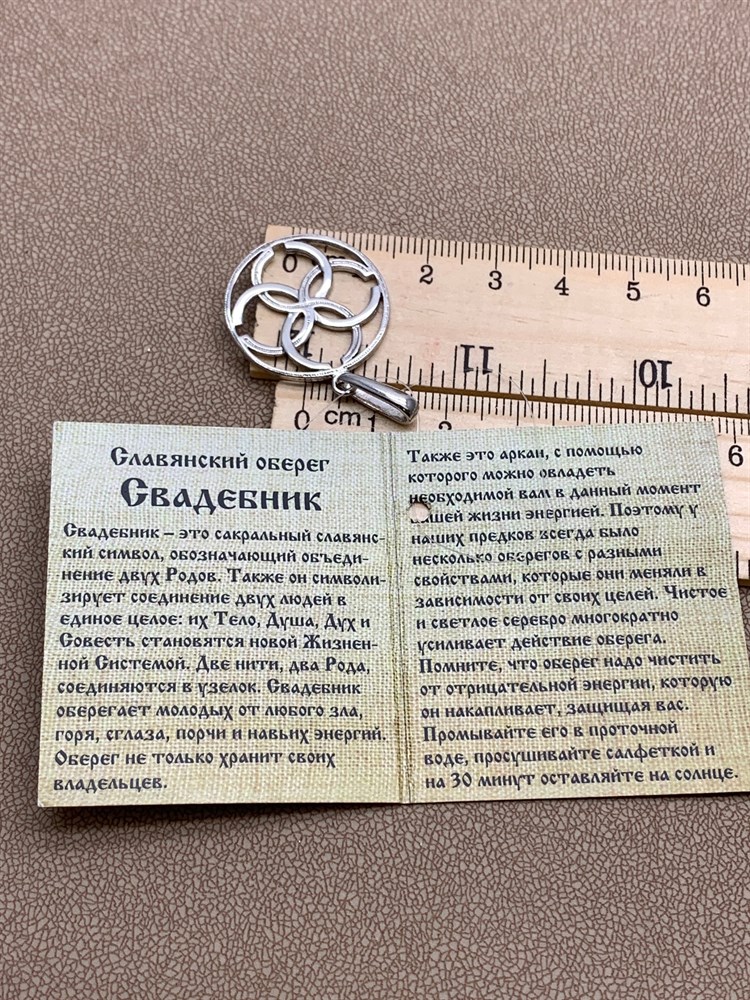 0 2 3 4 5 6
11 10
0 cm 1 2 6
Славянский оберег
Свадебник
Свадебник – это сакральный славянс-
кий символ, обозначающий объеди-
нение двух Родов. Также он символи-
зирует соединение двух людей в
единое целое: их Тело, Душа, Дух и
Совесть становятся новой Жизнен-
ной Системой. Две нити, два Рода,
соединяются в узелок. Свадебник
оберегает молодых от любого зла,
горя, сглаза, порчи и навьих энергий.
Оберег не только хранит своих
владельцев.
Также это аркан, с помощью
которого можно овладеть
необходимой вам в данный момент
вашей жизни энергией. Поэтому у
наших предков всегда было
несколько оберегов с разными
свойствами, которые они меняли в
зависимости от своих целей. Чистое
и светлое серебро многократно
усиливает действие оберега.
Помните, что оберег надо чистить
от отрицательной энергии, которую
он накапливает, защищая вас.
Промывайте его в проточной
воде, просушивайте салфеткой и
на 30 минут оставляйте на солнце.